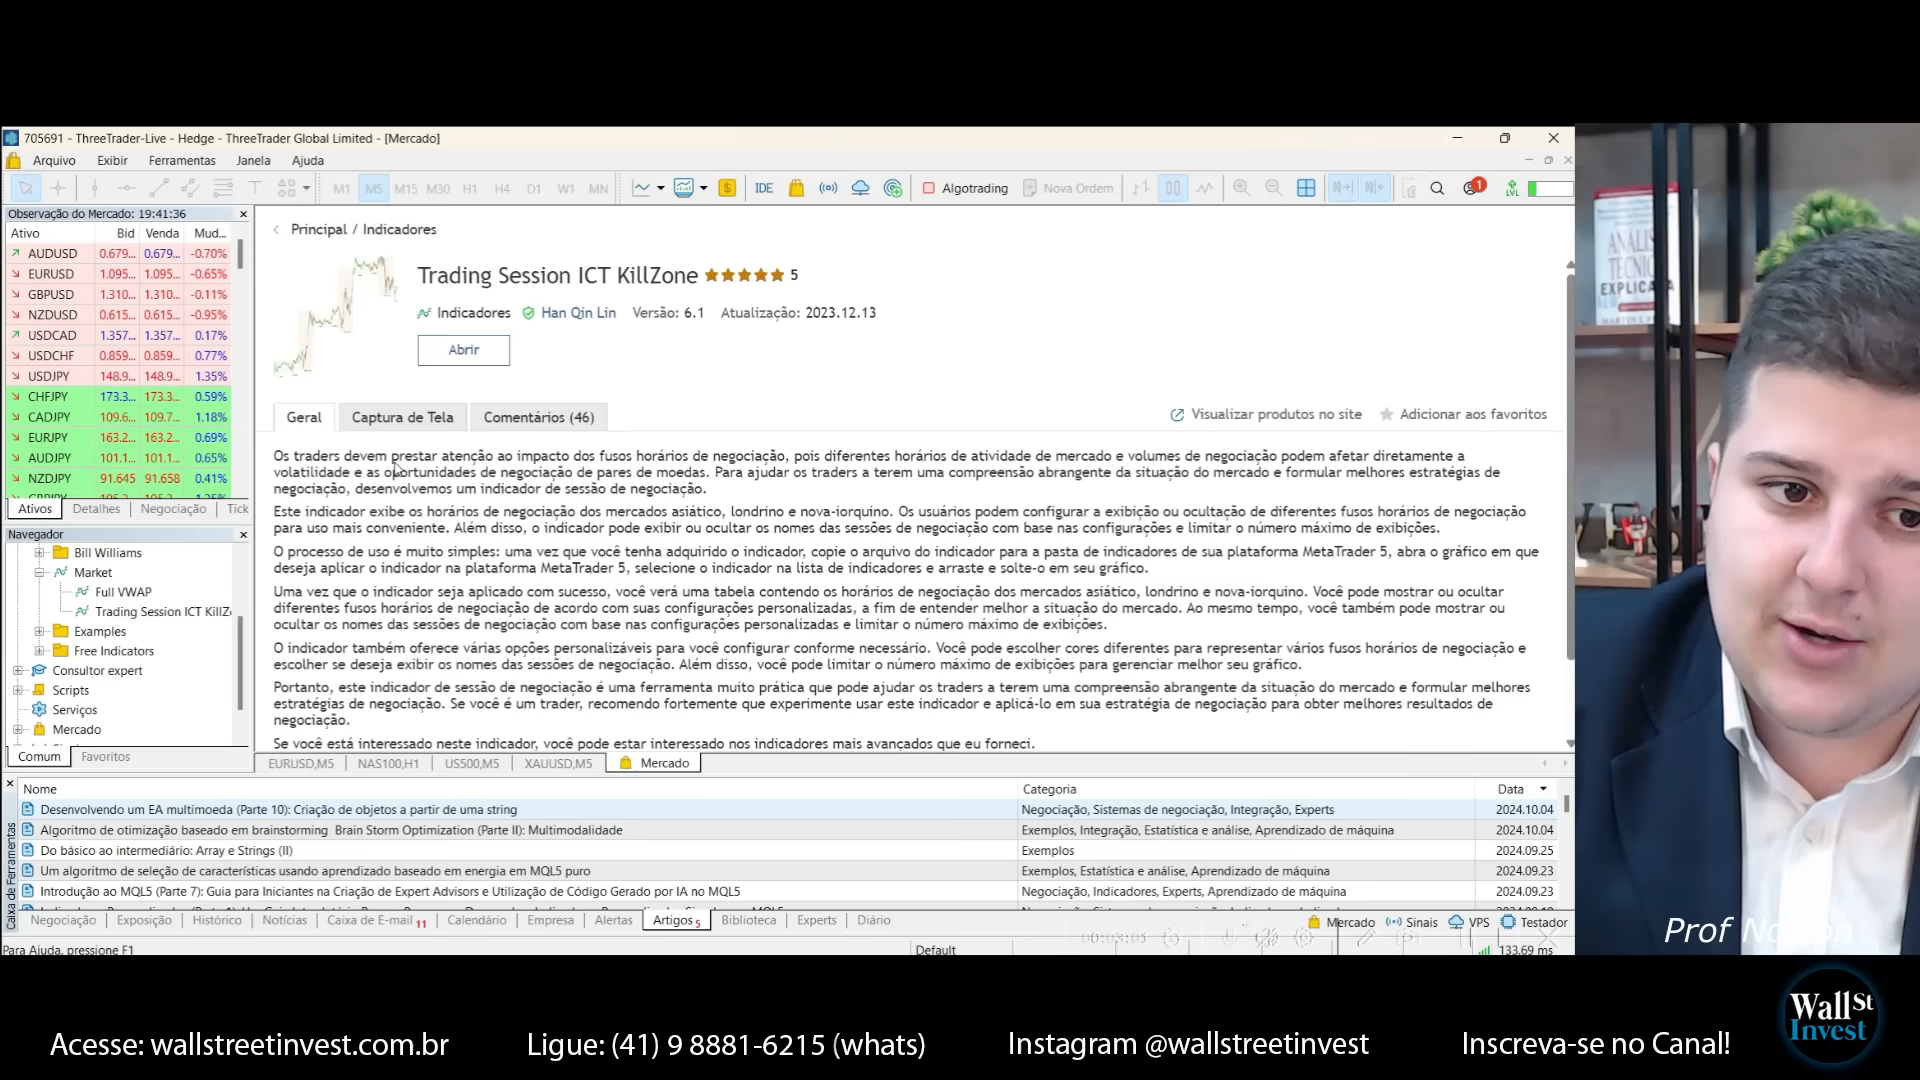 705691 - ThreeTrader-Live - Hedge - ThreeTrader Global Limited - [Mercado]
Arquivo Exibir Ferramentas Janela Ajuda
M1 M5 M15 M30 H1 H4 D1 W1 MN IDE Algotrading Nova Ordem 1 LVL
Observação do Mercado: 19:41:36
Ativo Bid Venda Mud...
AUDUSD 0.679... 0.679... -0.70%
EURUSD 1.095... 1.095... -0.65%
GBPUSD 1.310... 1.310... -0.11%
NZDUSD 0.615... 0.615... -0.95%
USDCAD 1.357... 1.357... 0.17%
USDCHF 0.859... 0.859... 0.77%
USDJPY 148.9... 148.9... 1.35%
CHFJPY 173.3... 173.3... 0.59%
CADJPY 109.6... 109.7... 1.18%
EURJPY 163.2... 163.2... 0.69%
AUDJPY 101.1... 101.1... 0.65%
NZDJPY 91.645 91.658 0.41%
Ativos Detalhes Negociação Tick
Navegador
Bill Williams
Market
Full VWAP
Trading Session ICT KillZ
Examples
Free Indicators
Consultor expert
Scripts
Serviços
Mercado
Comum Favoritos
Principal / Indicadores
Trading Session ICT KillZone 5
Indicadores Han Qin Lin Versão: 6.1 Atualização: 2023.12.13
Abrir
Geral Captura de Tela Comentários (46) Visualizar produtos no site Adicionar aos favoritos
Os traders devem prestar atenção ao impacto dos fusos horários de negociação, pois diferentes horários de atividade de mercado e volumes de negociação podem afetar diretamente a
volatilidade e as oportunidades de negociação de pares de moedas. Para ajudar os traders a terem uma compreensão abrangente da situação do mercado e formular melhores estratégias de
negociação, desenvolvemos um indicador de sessão de negociação.
Este indicador exibe os horários de negociação dos mercados asiático, londrino e nova-iorquino. Os usuários podem configurar a exibição ou ocultação de diferentes fusos horários de negociação
para uso mais conveniente. Além disso, o indicador pode exibir ou ocultar os nomes das sessões de negociação com base nas configurações e limitar o número máximo de exibições.
O processo de uso é muito simples: uma vez que você tenha adquirido o indicador, copie o arquivo do indicador para a pasta de indicadores de sua plataforma MetaTrader 5, abra o gráfico em que
deseja aplicar o indicador na plataforma MetaTrader 5, selecione o indicador na lista de indicadores e arraste e solte-o em seu gráfico.
Uma vez que o indicador seja aplicado com sucesso, você verá uma tabela contendo os horários de negociação dos mercados asiático, londrino e nova-iorquino. Você pode mostrar ou ocultar
diferentes fusos horários de negociação de acordo com suas configurações personalizadas, a fim de entender melhor a situação do mercado. Ao mesmo tempo, você também pode mostrar ou
ocultar os nomes das sessões de negociação com base nas configurações personalizadas e limitar o número máximo de exibições.
O indicador também oferece várias opções personalizáveis para você configurar conforme necessário. Você pode escolher cores diferentes para representar vários fusos horários de negociação e
escolher se deseja exibir os nomes das sessões de negociação. Além disso, você pode limitar o número máximo de exibições para gerenciar melhor seu gráfico.
Portanto, este indicador de sessão de negociação é uma ferramenta muito prática que pode ajudar os traders a terem uma compreensão abrangente da situação do mercado e formular melhores
estratégias de negociação. Se você é um trader, recomendo fortemente que experimente usar este indicador e aplicá-lo em sua estratégia de negociação para obter melhores resultados de
negociação.
Se você está interessado neste indicador, você pode estar interessado nos indicadores mais avançados que eu forneci.
EURUSD,M5 NAS100,H1 US500,M5 XAUUSD,M5 Mercado
Nome Categoria Data
Desenvolvendo um EA multimoeda (Parte 10): Criação de objetos a partir de uma string Negociação, Sistemas de negociação, Integração, Experts 2024.10.04
Algoritmo de otimização baseado em brainstorming Brain Storm Optimization (Parte II): Multimodalidade Exemplos, Integração, Estatística e análise, Aprendizado de máquina 2024.10.04
Do básico ao intermediário: Array e Strings (II) Exemplos 2024.09.25
Um algoritmo de seleção de características usando aprendizado baseado em energia em MQL5 puro Exemplos, Estatística e análise, Aprendizado de máquina 2024.09.23
Introdução ao MQL5 (Parte 7): Guia para Iniciantes na Criação de Expert Advisors e Utilização de Código Gerado por IA no MQL5 Negociação, Indicadores, Experts, Aprendizado de máquina 2024.09.23
Caixa de Ferramentas
Negociação Exposição Histórico Notícias Caixa de E-mail 11 Calendário Empresa Alertas Artigos 5 Biblioteca Experts Diário Mercado Sinais VPS Testador
00:03:01
Para Ajuda, pressione F1 Default 133.69 ms
EXPLICADA
Prof
Wall St
Invest
Acesse: wallstreetinvest.com.br Ligue: (41) 9 8881-6215 (whats) Instagram @wallstreetinvest Inscreva-se no Canal!